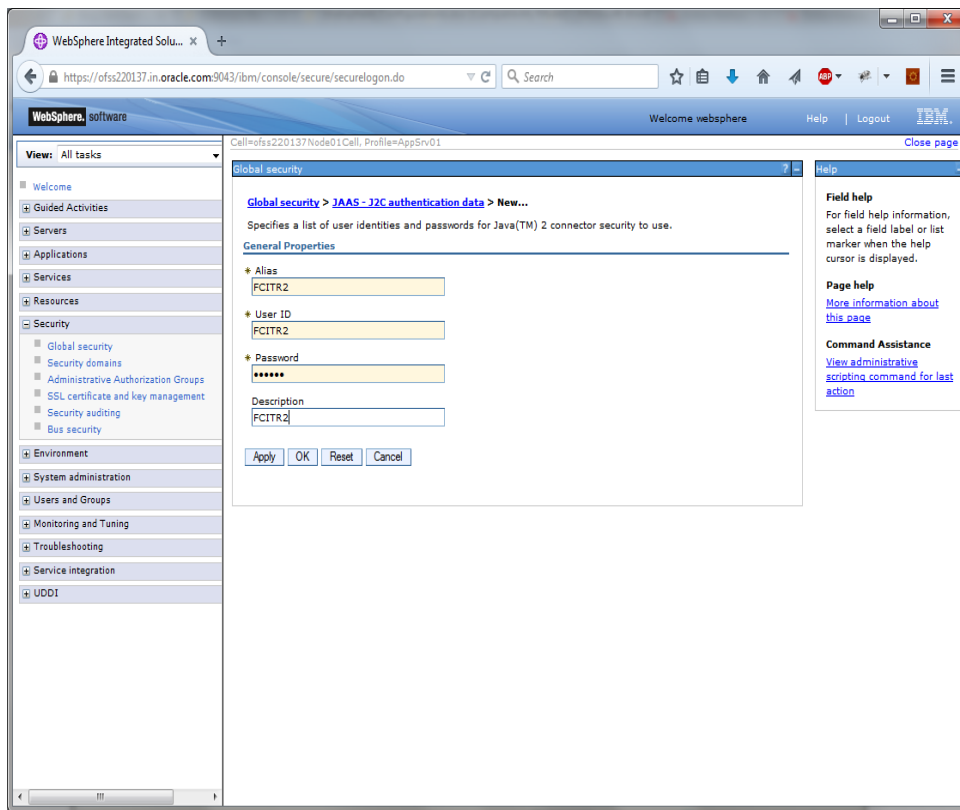 WebSphere Integrated Solu... x +
https://ofss220137.in.oracle.com:9043/ibm/console/secure/securelogon.do
Search
ABP
WebSphere. software
Welcome websphere
Help | Logout
IBM.
View: All tasks
Cell=ofss220137Node01Cell, Profile=AppSrv01
Close page
Welcome
Guided Activities
Servers
Applications
Services
Resources
Security
Global security
Security domains
Administrative Authorization Groups
SSL certificate and key management
Security auditing
Bus security
Environment
System administration
Users and Groups
Monitoring and Tuning
Troubleshooting
Service integration
UDDI
Global security
? -
Global security > JAAS - J2C authentication data > New...
Specifies a list of user identities and passwords for Java(TM) 2 connector security to use.
General Properties
* Alias
FCITR2
* User ID
FCITR2
* Password
••••••
Description
FCITR2
Apply OK Reset Cancel
Help
Field help
For field help information,
select a field label or list
marker when the help
cursor is displayed.
Page help
More information about
this page
Command Assistance
View administrative
scripting command for last
action